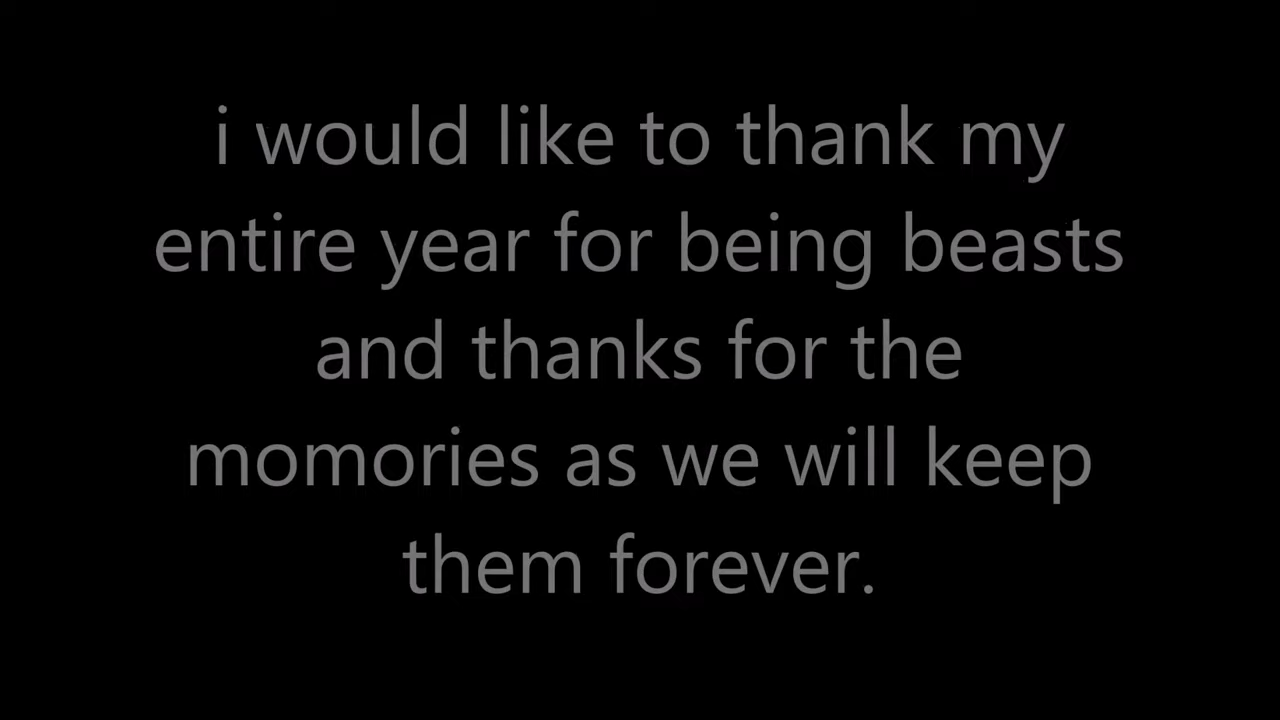 i would like to thank my
entire year for being beasts
and thanks for the
momories as we will keep
them forever.